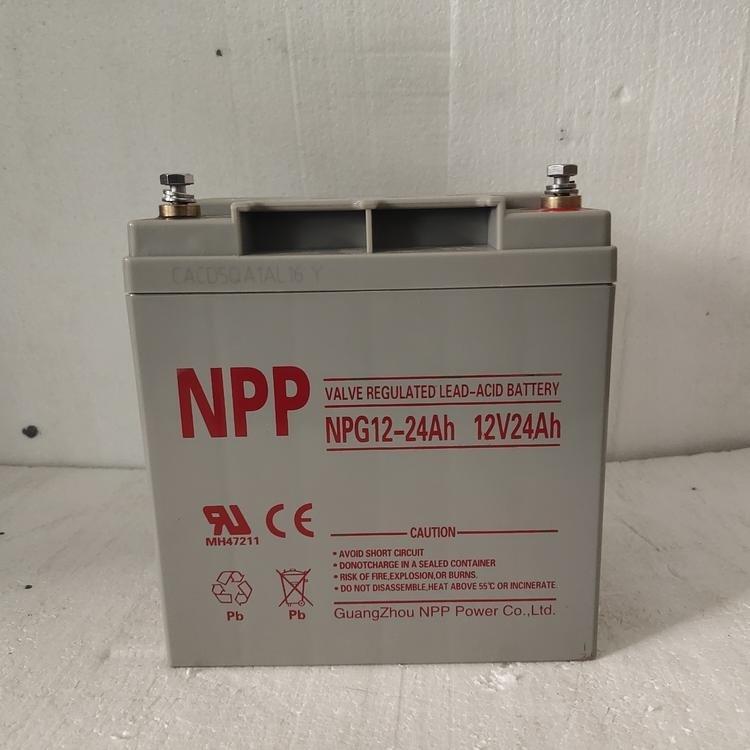 CACD5QA1AL16 Y
NPP
VALVE REGULATED LEAD-ACID BATTERY
NPG12-24Ah 12V24Ah
MH47211
CE
CAUTION
* AVOID SHORT CIRCUIT
* DONOTCHARGE IN A SEALED CONTAINER
* RISK OF FIRE,EXPLOSION,OR BURNS.
* DO NOT DISASSEMBLE,HEAT ABOVE 55℃ OR INCINERATE.
Pb
Pb
GuangZhou NPP Power Co.,Ltd.